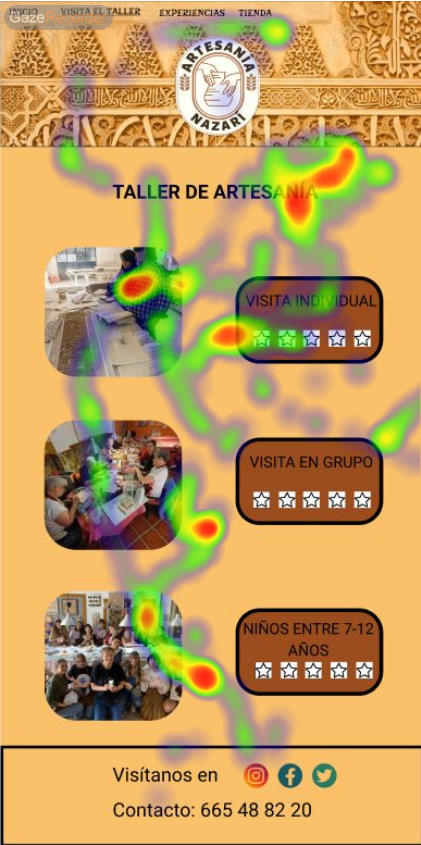 INICIO VISITA EL TALLER EXPERIENCIAS TIENDA
GazeRecorder
ARTESANÍA
NAZARÍ
TALLER DE ARTESANÍA
VISITA INDIVIDUAL
VISITA EN GRUPO
NIÑOS ENTRE 7-12
AÑOS
Visítanos en
Contacto: 665 48 82 20